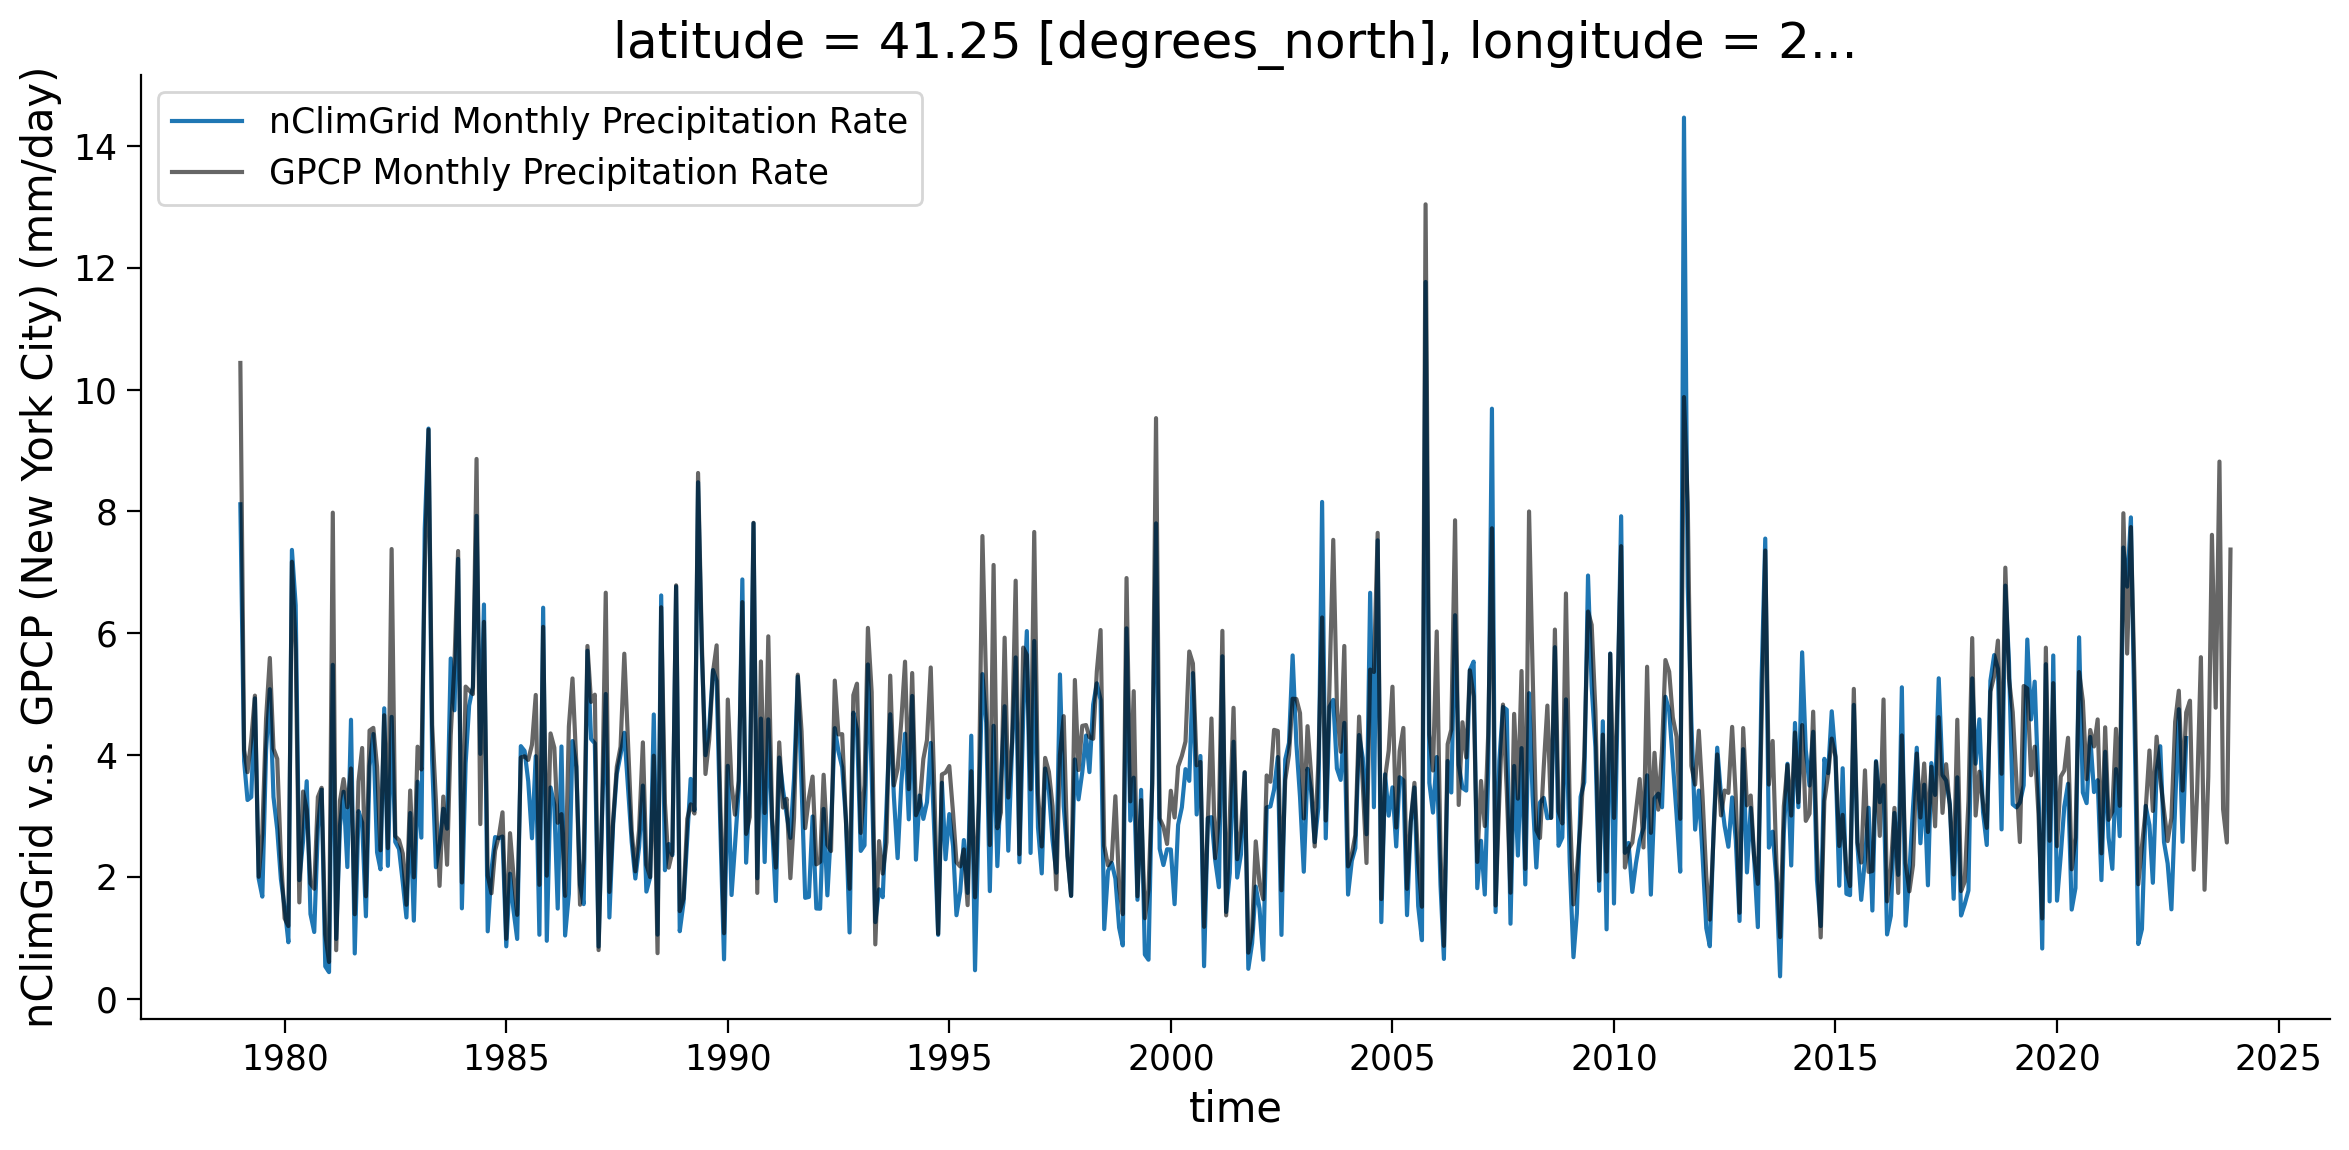 latitude = 41.25 [degrees_north], longitude = 2...
nClimGrid v.s. GPCP (New York City) (mm/day)
nClimGrid Monthly Precipitation Rate
GPCP Monthly Precipitation Rate
14
12
10
8
6
4
2
0
1980 1985 1990 1995 2000 2005 2010 2015 2020 2025
time